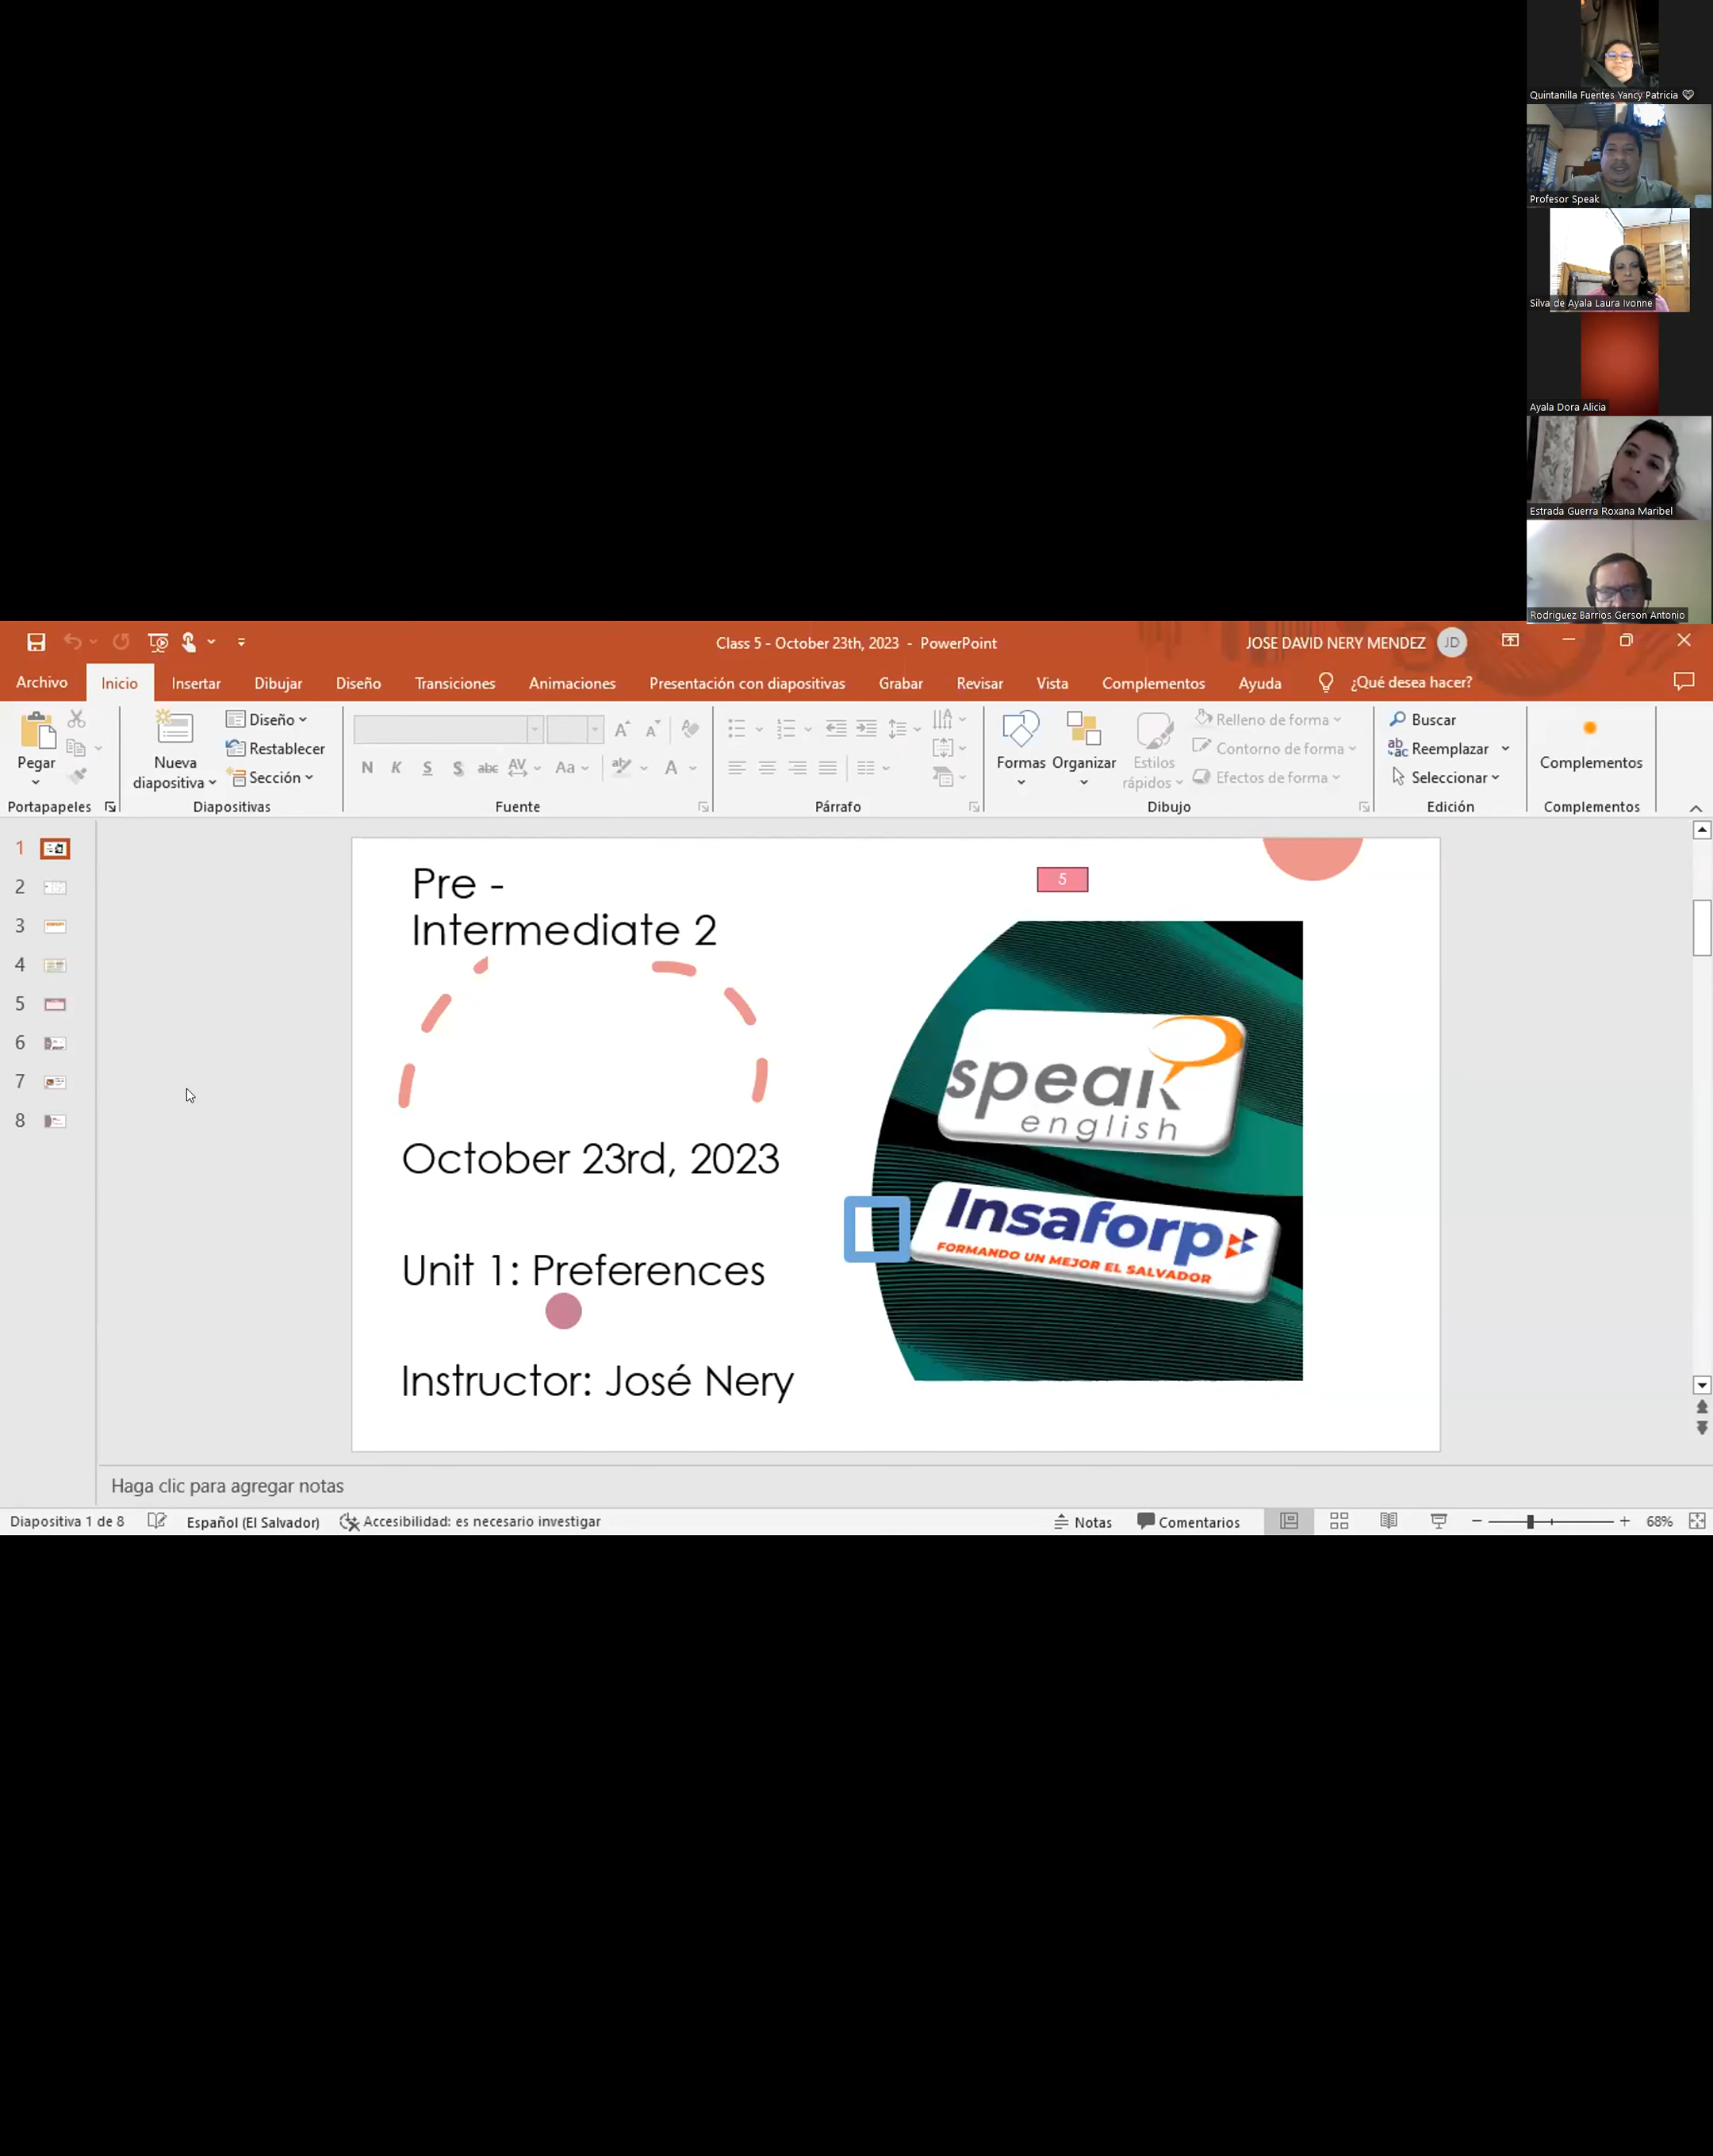 Quintanilla Fuentes Yancy Patricia
Profesor Speak
Silva de Ayala Laura Ivonne
Ayala Dora Alicia
Estrada Guerra Roxana Maribel
Rodriguez Barrios Gerson Antonio
Class 5 - October 23th, 2023 - PowerPoint
JOSE DAVID NERY MENDEZ
JD
Archivo
Inicio
Insertar
Dibujar
Diseño
Transiciones
Animaciones
Presentación con diapositivas
Grabar
Revisar
Vista
Complementos
Ayuda
¿Qué desea hacer?
Pegar
Portapapeles
Nueva
diapositiva
Diseño
Restablecer
Sección
Diapositivas
N K S S abc AV Aa A
Fuente
Párrafo
Formas
Organizar
Estilos
rápidos
Relleno de forma
Contorno de forma
Efectos de forma
Dibujo
Buscar
Reemplazar
Seleccionar
Edición
Complementos
Complementos
1
2
3
4
5
6
7
8
Pre -
Intermediate 2
5
October 23rd, 2023
Unit 1: Preferences
Instructor: José Nery
speak
english
Insaforp
FORMANDO UN MEJOR EL SALVADOR
Haga clic para agregar notas
Diapositiva 1 de 8
Español (El Salvador)
Accesibilidad: es necesario investigar
Notas
Comentarios
68%